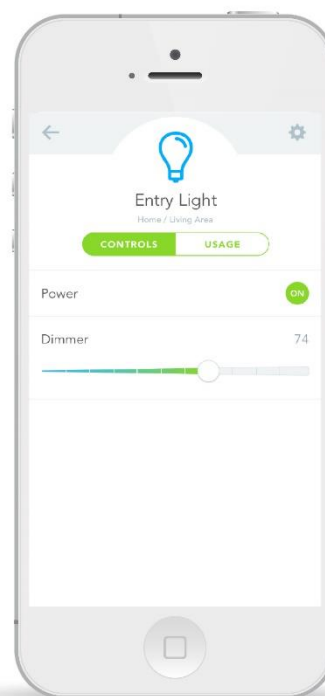 Entry Light
Home / Living Area
CONTROLS USAGE
Power ON
Dimmer 74